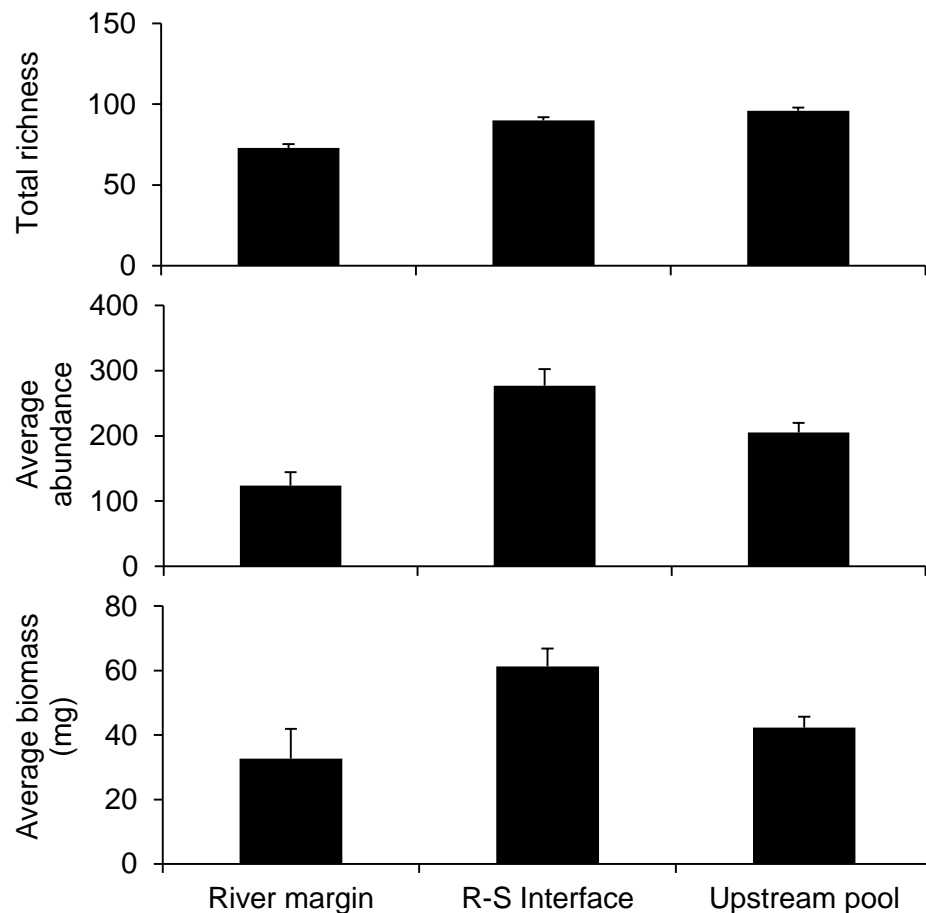 Total richness
150
100
50
0
Average
abundance
400
300
200
100
0
Average biomass
(mg)
80
60
40
20
0
River margin
R-S Interface
Upstream pool